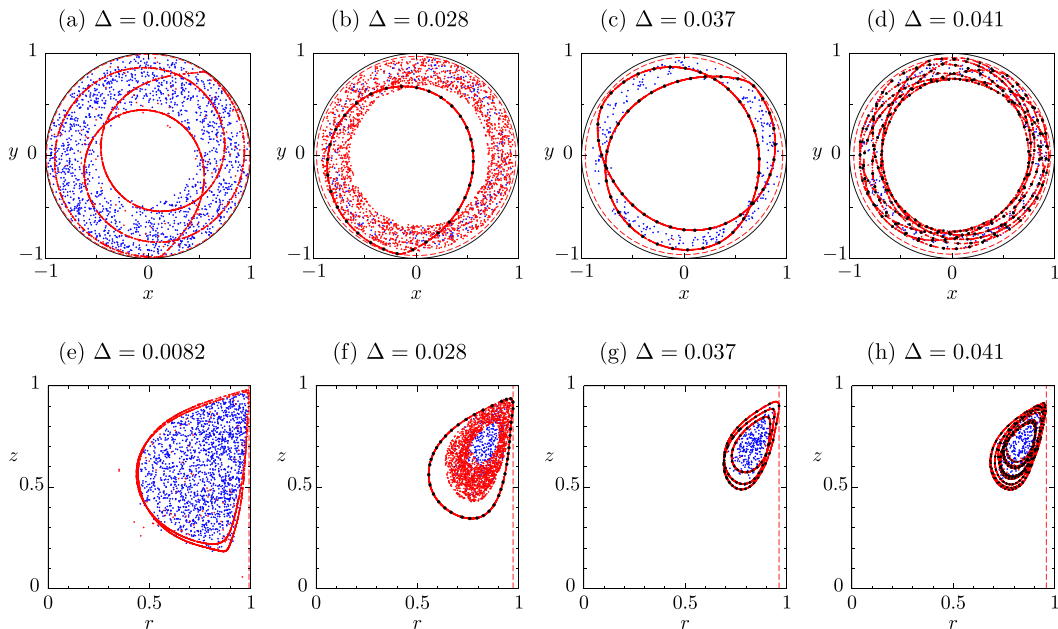 (a) Δ = 0.0082 (b) Δ = 0.028 (c) Δ = 0.037 (d) Δ = 0.041
1 1 1 1
y 0 y 0 y 0 y 0
−1 −1 −1 −1
−1 0 1 −1 0 1 −1 0 1 −1 0 1
x x x x
(e) Δ = 0.0082 (f) Δ = 0.028 (g) Δ = 0.037 (h) Δ = 0.041
1 1 1 1
z z z z
0.5 0.5 0.5 0.5
0 0 0 0
0 0.5 1 0 0.5 1 0 0.5 1 0 0.5 1
r r r r